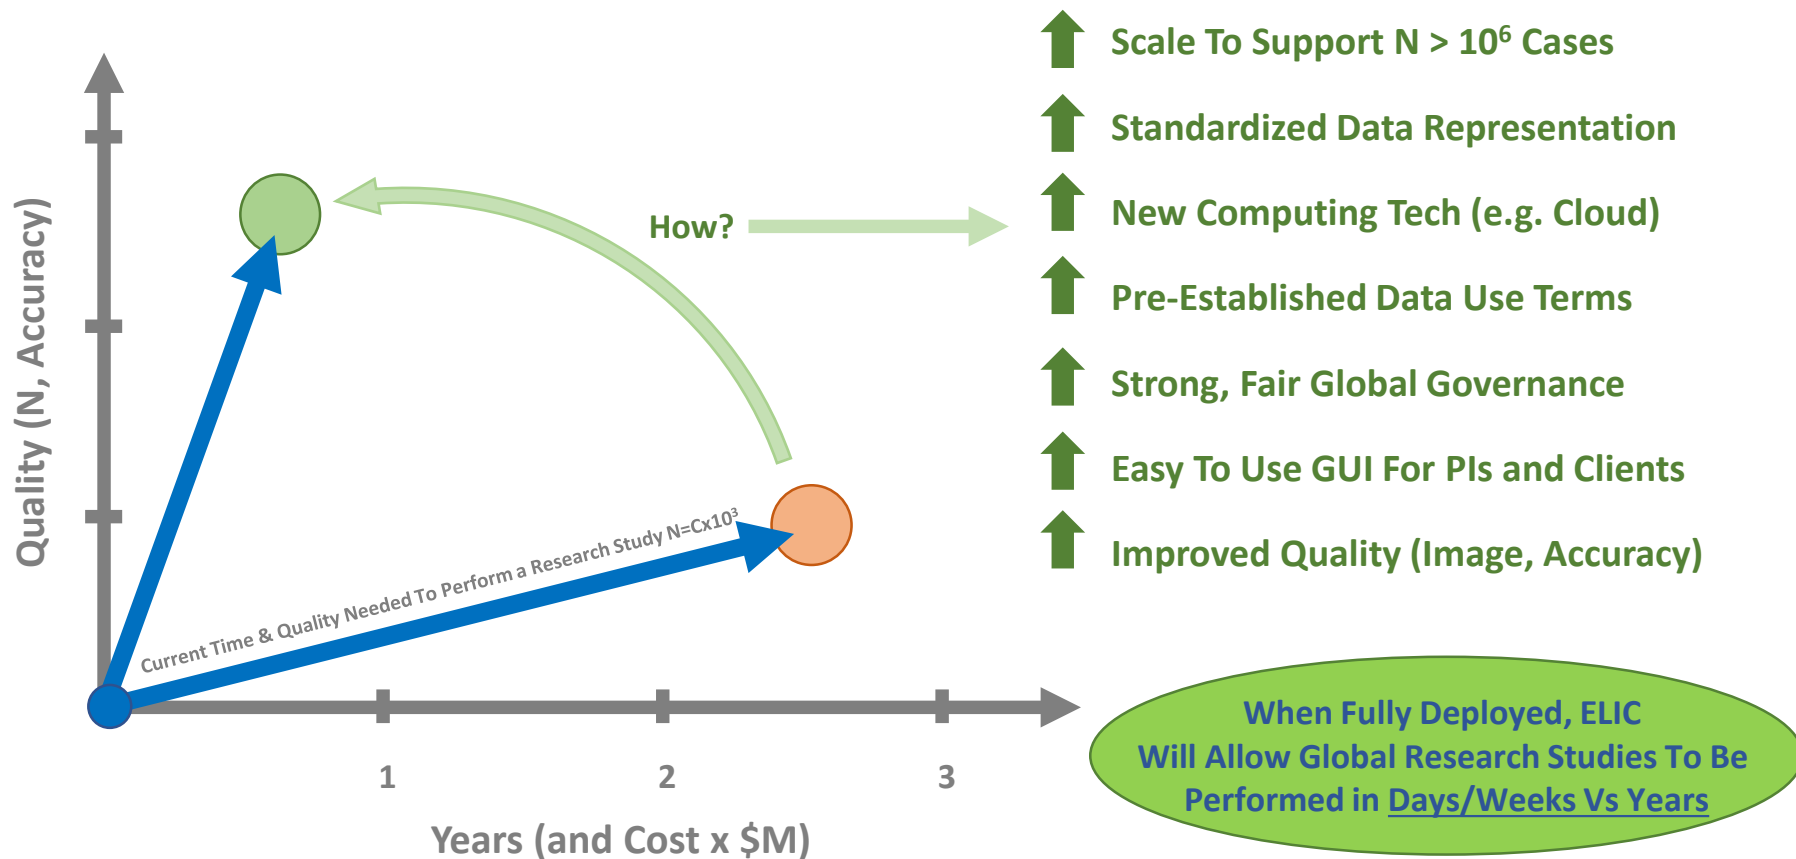 Scale To Support N > 10⁶ Cases
Standardized Data Representation
New Computing Tech (e.g. Cloud)
Pre-Established Data Use Terms
Strong, Fair Global Governance
Easy To Use GUI For PIs and Clients
Improved Quality (Image, Accuracy)
How?
Quality (N, Accuracy)
Current Time & Quality Needed To Perform a Research Study N=Cx10³
1
2
3
Years (and Cost x $M)
When Fully Deployed, ELIC
Will Allow Global Research Studies To Be
Performed in Days/Weeks Vs Years